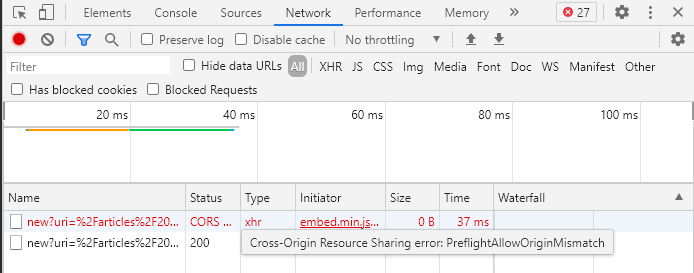 Elements Console Sources Network Performance Memory » 27
Preserve log Disable cache No throttling
Filter Hide data URLs All XHR JS CSS Img Media Font Doc WS Manifest Other
Has blocked cookies Blocked Requests
20 ms 40 ms 60 ms 80 ms 100 ms
Name Status Type Initiator Size Time Waterfall
new?uri=%2Farticles%2F20... CORS ... xhr embed.min.js... 0 B 37 ms
new?uri=%2Farticles%2F20... 200
Cross-Origin Resource Sharing error: PreflightAllowOriginMismatch